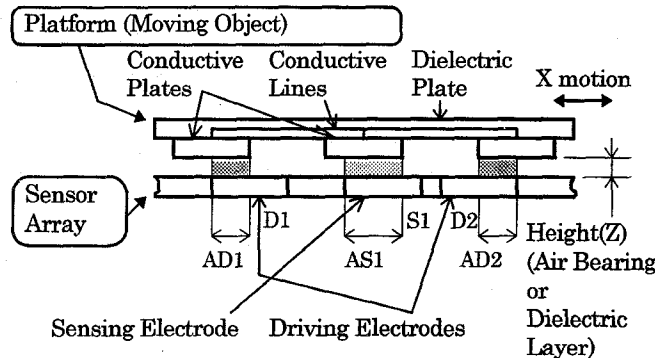 Platform (Moving Object)
Conductive
Plates
Conductive
Lines
Dielectric
Plate
X motion
Sensor
Array
D1
S1
D2
AD1
AS1
AD2
Height(Z)
(Air Bearing
or
Dielectric
Layer)
Sensing Electrode
Driving Electrodes